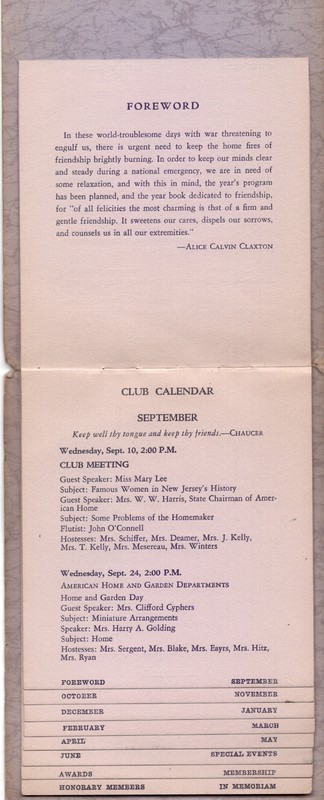 FOREWORD
In these world-troublesome days with war threatening to
engulf us, there is urgent need to keep the home fires of
friendship brightly burning. In order to keep our minds clear
and steady during a national emergency, we are in need of
some relaxation, and with this in mind, the year's program
has been planned, and the year book dedicated to friendship,
for "of all felicities the most charming is that of a firm and
gentle friendship. It sweetens our cares, dispels our sorrows,
and counsels us in all our extremities."
—ALICE CALVIN CLAXTON
CLUB CALENDAR
SEPTEMBER
Keep well thy tongue and keep thy friends.—CHAUCER
Wednesday, Sept. 10, 2:00 P.M.
CLUB MEETING
Guest Speaker: Miss Mary Lee
Subject: Famous Women in New Jersey's History
Guest Speaker: Mrs. W. W. Harris, State Chairman of Amer-
ican Home
Subject: Some Problems of the Homemaker
Flutist: John O'Connell
Hostesses: Mrs. Schiffer, Mrs. Deamer, Mrs. J. Kelly,
Mrs. T. Kelly, Mrs. Mesereau, Mrs. Winters
Wednesday, Sept. 24, 2:00 P.M.
AMERICAN HOME AND GARDEN DEPARTMENTS
Home and Garden Day
Guest Speaker: Mrs. Clifford Cyphers
Subject: Miniature Arrangements
Speaker: Mrs. Harry A. Golding
Subject: Home
Hostesses: Mrs. Sergent, Mrs. Blake, Mrs. Eayrs, Mrs. Hitz,
Mrs. Ryan
FOREWORD SEPTEMBER
OCTOBER NOVEMBER
DECEMBER JANUARY
FEBRUARY MARCH
APRIL MAY
JUNE SPECIAL EVENTS
AWARDS MEMBERSHIP
HONORARY MEMBERS IN MEMORIAM